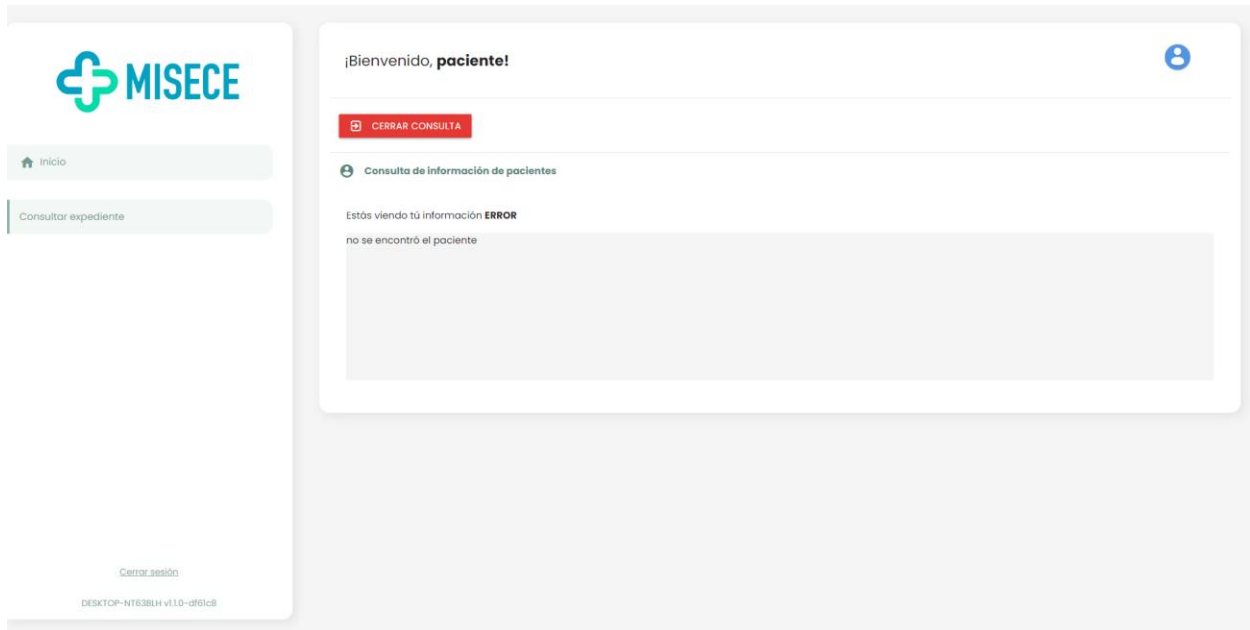 MISECE
Inicio
Consultar expediente
Cerrar sesión
DESKTOP-NT63BLH v1.1.0-df61c8
¡Bienvenido, paciente!
CERRAR CONSULTA
Consulta de información de pacientes
Estás viendo tú información ERROR
no se encontró el paciente